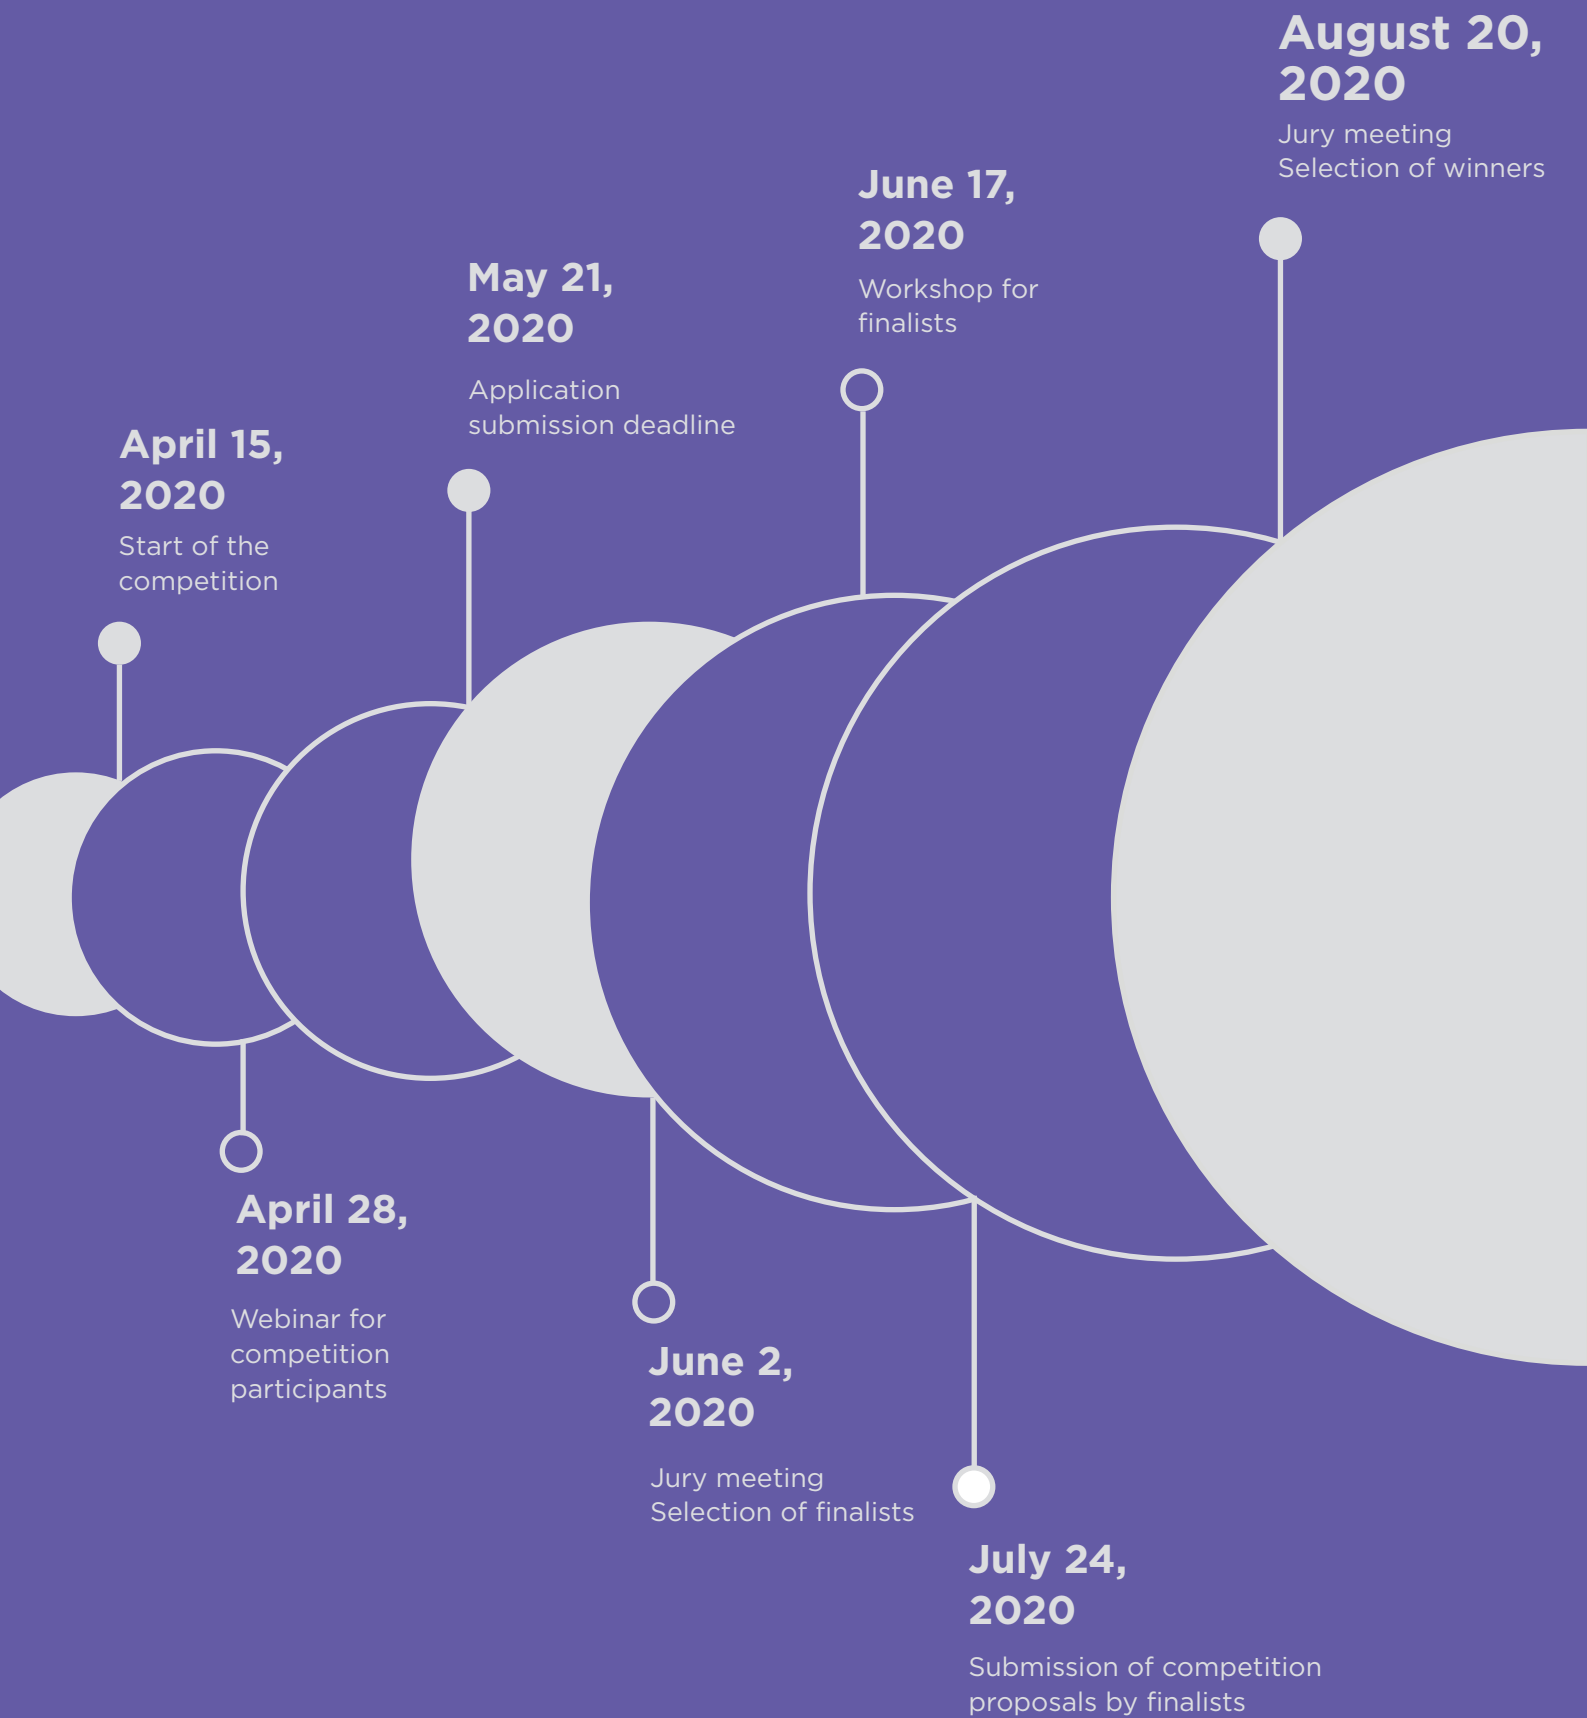 April 15,
2020
Start of the
competition
April 28,
2020
Webinar for
competition
participants
May 21,
2020
Application
submission deadline
June 2,
2020
Jury meeting
Selection of finalists
June 17,
2020
Workshop for
finalists
July 24,
2020
Submission of competition
proposals by finalists
August 20,
2020
Jury meeting
Selection of winners